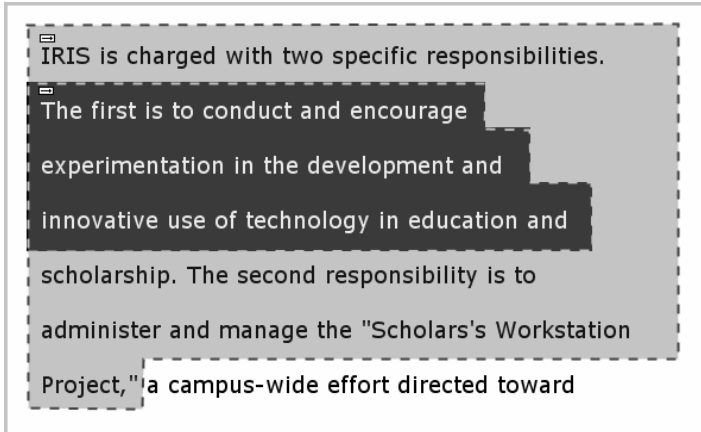 IRIS is charged with two specific responsibilities.
The first is to conduct and encourage
experimentation in the development and
innovative use of technology in education and
scholarship. The second responsibility is to
administer and manage the "Scholars's Workstation
Project," a campus-wide effort directed toward